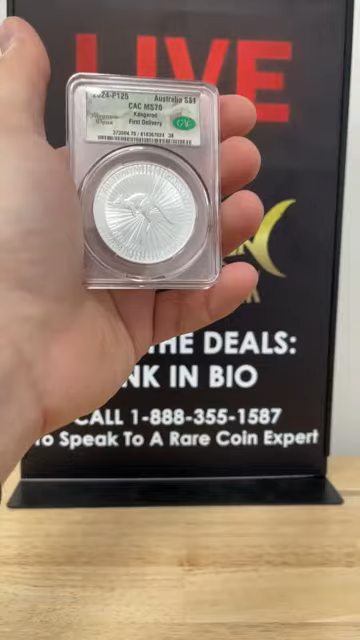 LIVE
2024-P125 Australia S$1
CAC MS70
Kangaroo
First Delivery
CAC
THE DEALS:
NK IN BIO
CALL 1-888-355-1587
To Speak To A Rare Coin Expert